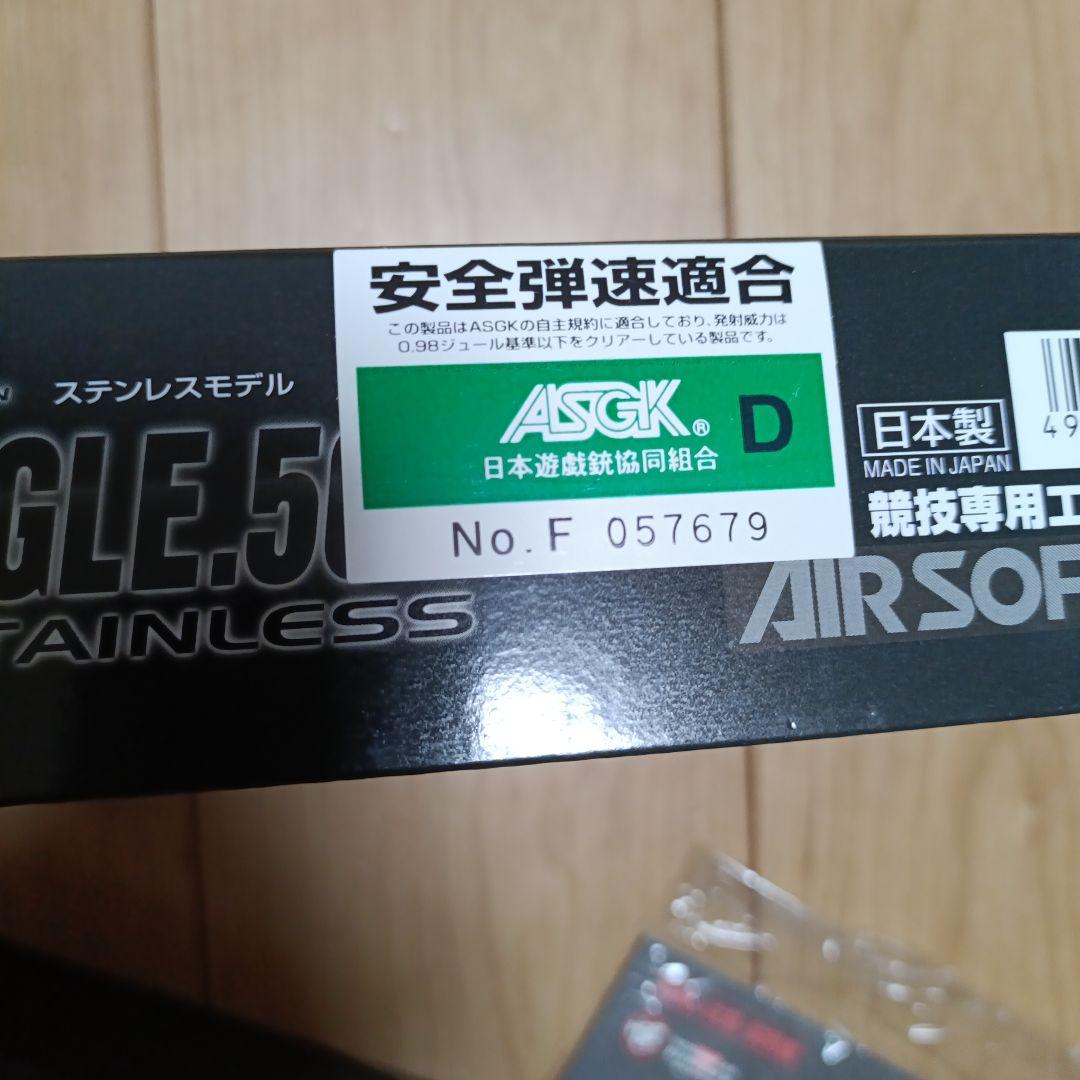 安全弾速適合
この製品はASGKの自主規約に適合しており、発射威力は
0.98ジュール基準以下をクリアーしている製品です。
ASGK® D
日本遊戯銃協同組合
No.F 057679
N ステンレスモデル
GLE.50
TAINLESS
日本製
MADE IN JAPAN
49
競技専用エ
AIRSOF